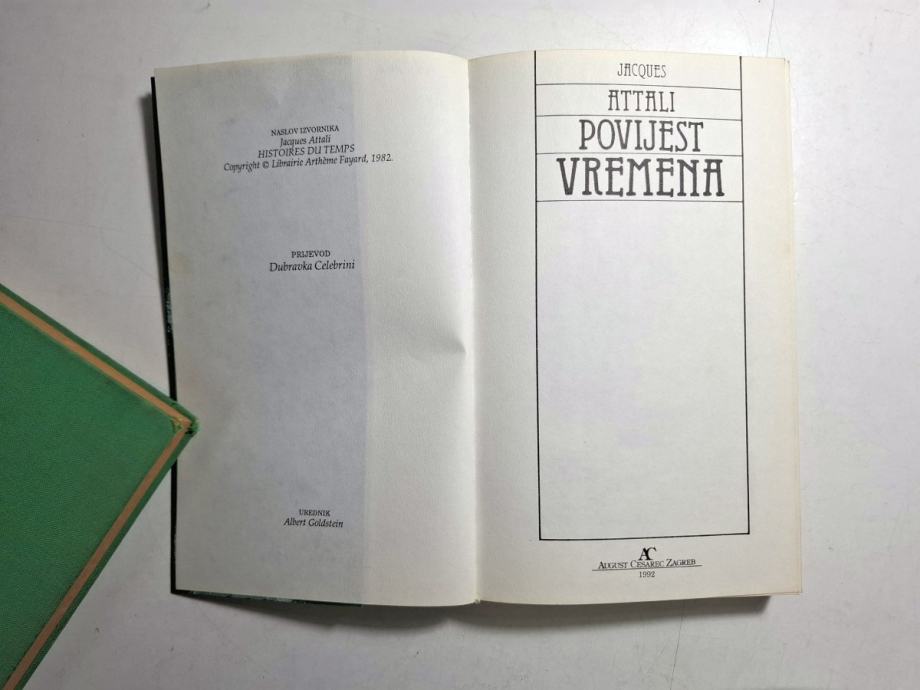 NASLOV IZVORNIKA
Jacques Attali
HISTOIRES DU TEMPS
Copyright © Librairie Arthème Fayard, 1982.
PRIJEVOD
Dubravka Celebrini
UREDNIK
Albert Goldstein
JACQUES
ATTALI
POVIJEST
VREMENA
AC
AUGUST CESAREC ZAGREB
1992